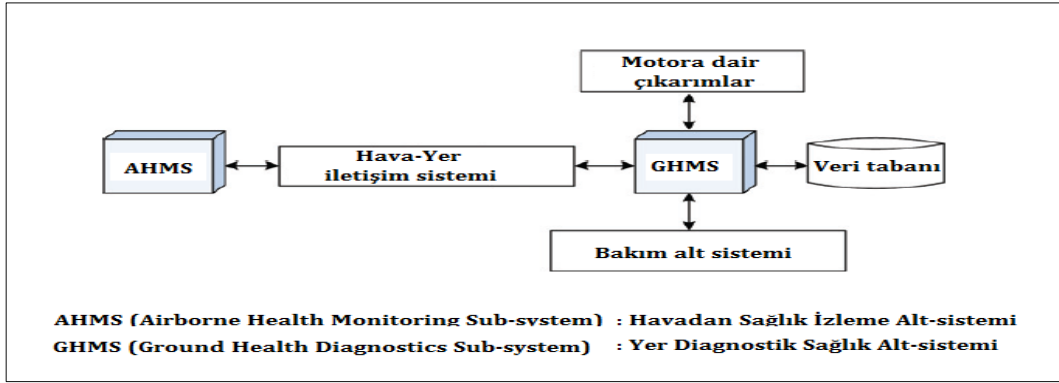 Motora dair
çıkarımlar
AHMS
Hava-Yer
iletişim sistemi
GHMS
Veri tabanı
Bakım alt sistemi
AHMS (Airborne Health Monitoring Sub-system) : Havadan Sağlık İzleme Alt-sistemi
GHMS (Ground Health Diagnostics Sub-system) : Yer Diagnostik Sağlık Alt-sistemi